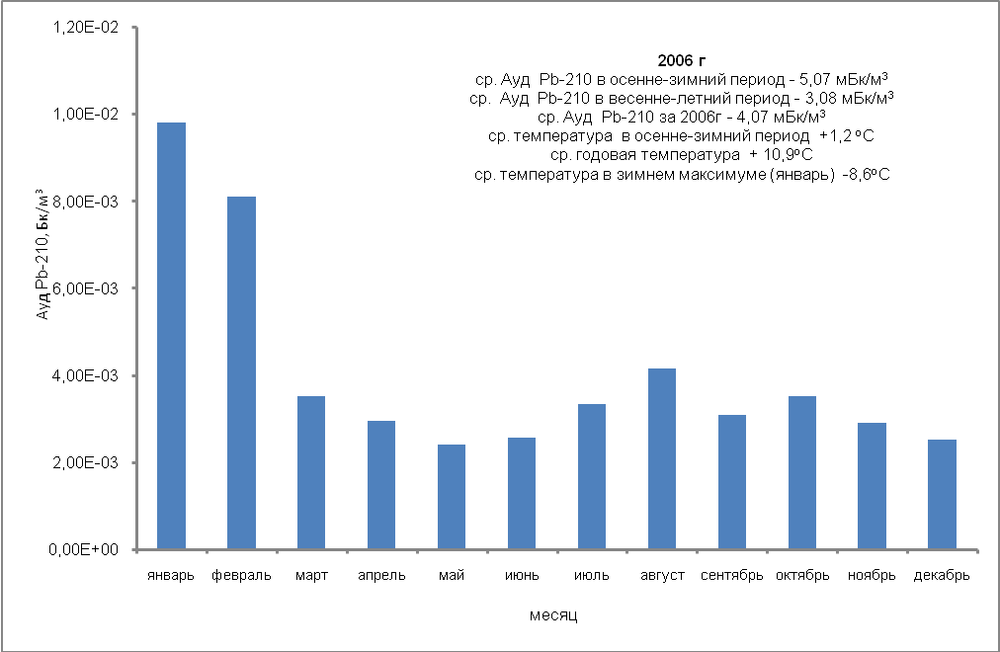 2006 г
ср. Ауд Pb-210 в осенне-зимний период - 5,07 мБк/м³
ср. Ауд Pb-210 в весенне-летний период - 3,08 мБк/м³
ср. Ауд Pb-210 за 2006г - 4,07 мБк/м³
ср. температура в осенне-зимний период +1,2 ºС
ср. годовая температура + 10,9ºС
ср. температура в зимнем максимуме (январь) -8,6ºС
Ауд Pb-210, Бк/м³
1,20E-02
1,00E-02
8,00E-03
6,00E-03
4,00E-03
2,00E-03
0,00E+00
январь февраль март апрель май июнь июль август сентябрь октябрь ноябрь декабрь
месяц